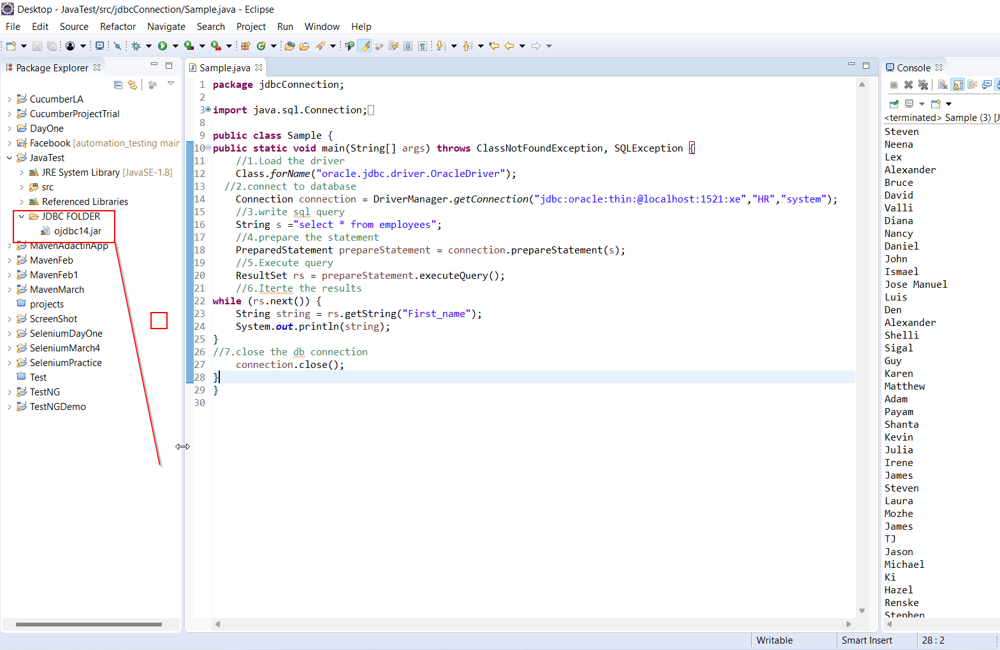 Desktop - JavaTest/src/jdbcConnection/Sample.java - Eclipse
File Edit Source Refactor Navigate Search Project Run Window Help
Package Explorer
CucumberLA
CucumberProjectTrial
DayOne
Facebook [automation_testing main
JavaTest
JRE System Library [JavaSE-1.8]
src
Referenced Libraries
JDBC FOLDER
ojdbc14.jar
MavenAdactinApp
MavenFeb
MavenFeb1
MavenMarch
projects
ScreenShot
SeleniumDayOne
SeleniumMarch4
SeleniumPractice
Test
TestNG
TestNGDemo
Sample.java
1 package jdbcConnection;
2
3 import java.sql.Connection;
8
9 public class Sample {
10 public static void main(String[] args) throws ClassNotFoundException, SQLException {
11 //1.Load the driver
12 Class.forName("oracle.jdbc.driver.OracleDriver");
13 //2.connect to database
14 Connection connection = DriverManager.getConnection("jdbc:oracle:thin:@localhost:1521:xe","HR","system");
15 //3.write sql query
16 String s ="select * from employees";
17 //4.prepare the statement
18 PreparedStatement prepareStatement = connection.prepareStatement(s);
19 //5.Execute query
20 ResultSet rs = prepareStatement.executeQuery();
21 //6.Iterte the results
22 while (rs.next()) {
23 String string = rs.getString("First_name");
24 System.out.println(string);
25 }
26 //7.close the db connection
27 connection.close();
28 }
29 }
30
Console
<terminated> Sample (3) [J
Steven
Neena
Lex
Alexander
Bruce
David
Valli
Diana
Nancy
Daniel
John
Ismael
Jose Manuel
Luis
Den
Alexander
Shelli
Sigal
Guy
Karen
Matthew
Adam
Payam
Shanta
Kevin
Julia
Irene
James
Steven
Laura
Mozhe
James
TJ
Jason
Michael
Ki
Hazel
Renske
Stephen
Writable Smart Insert 28 : 2